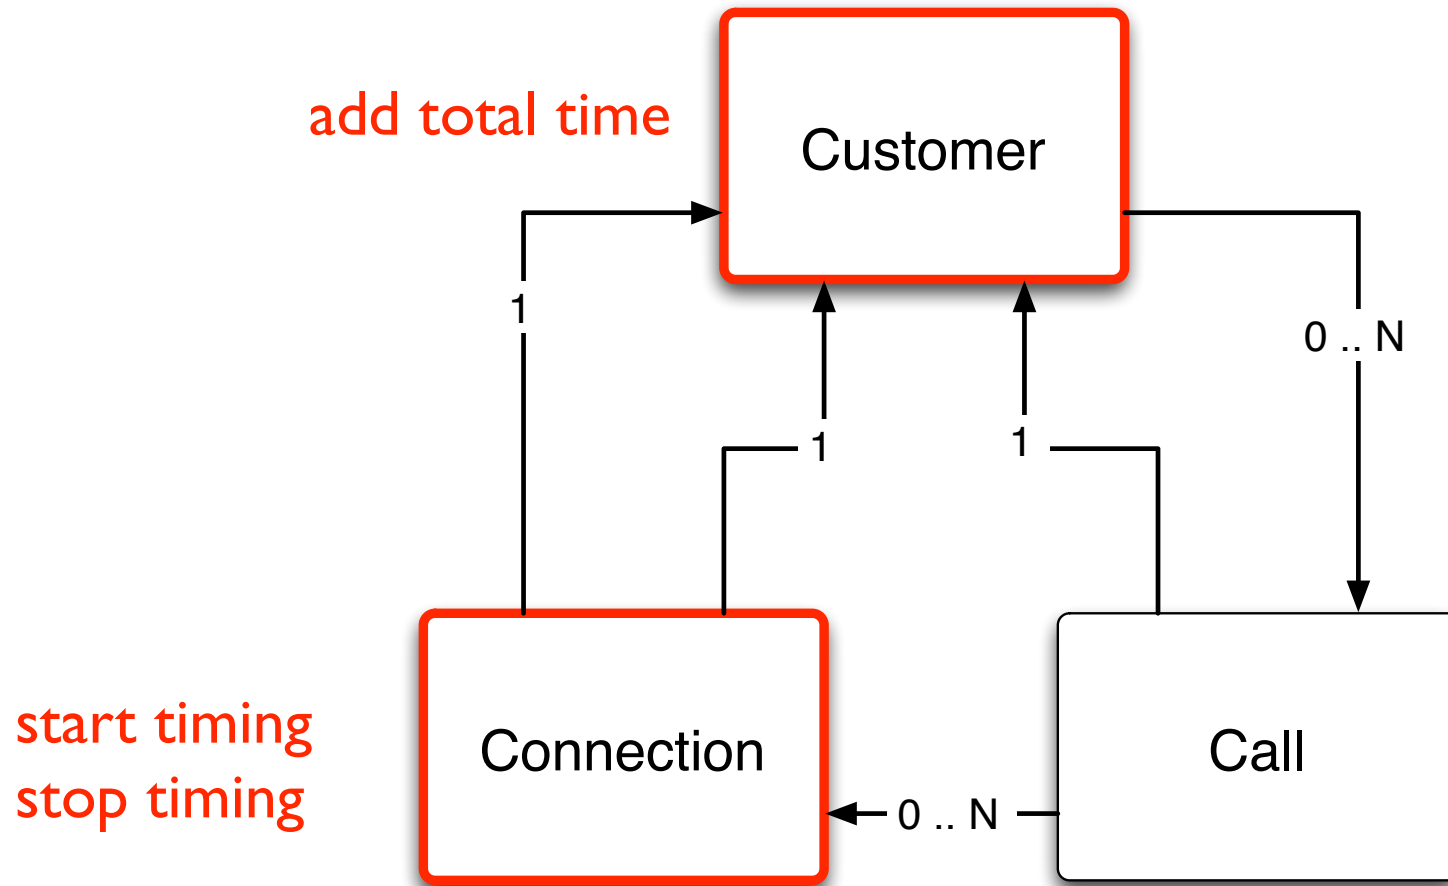 add total time
Customer
1
0 .. N
1
1
start timing
stop timing
Connection
Call
0 .. N